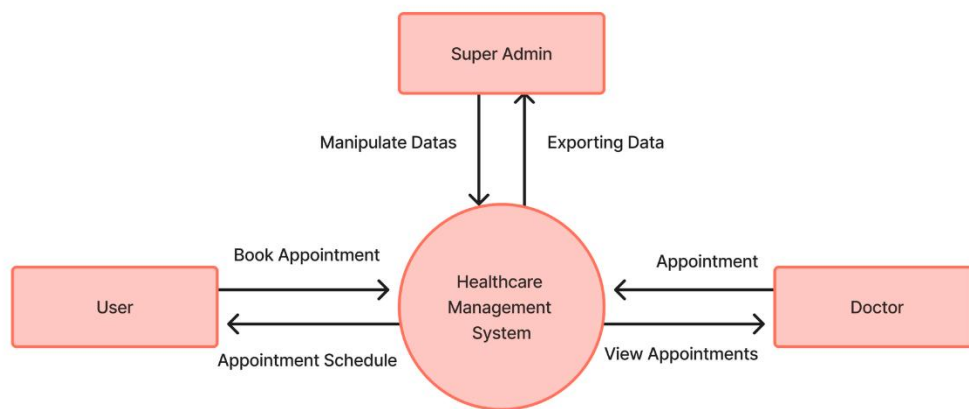 Super Admin
Manipulate Datas
Exporting Data
Book Appointment
Appointment
User
Healthcare
Management
System
Doctor
Appointment Schedule
View Appointments